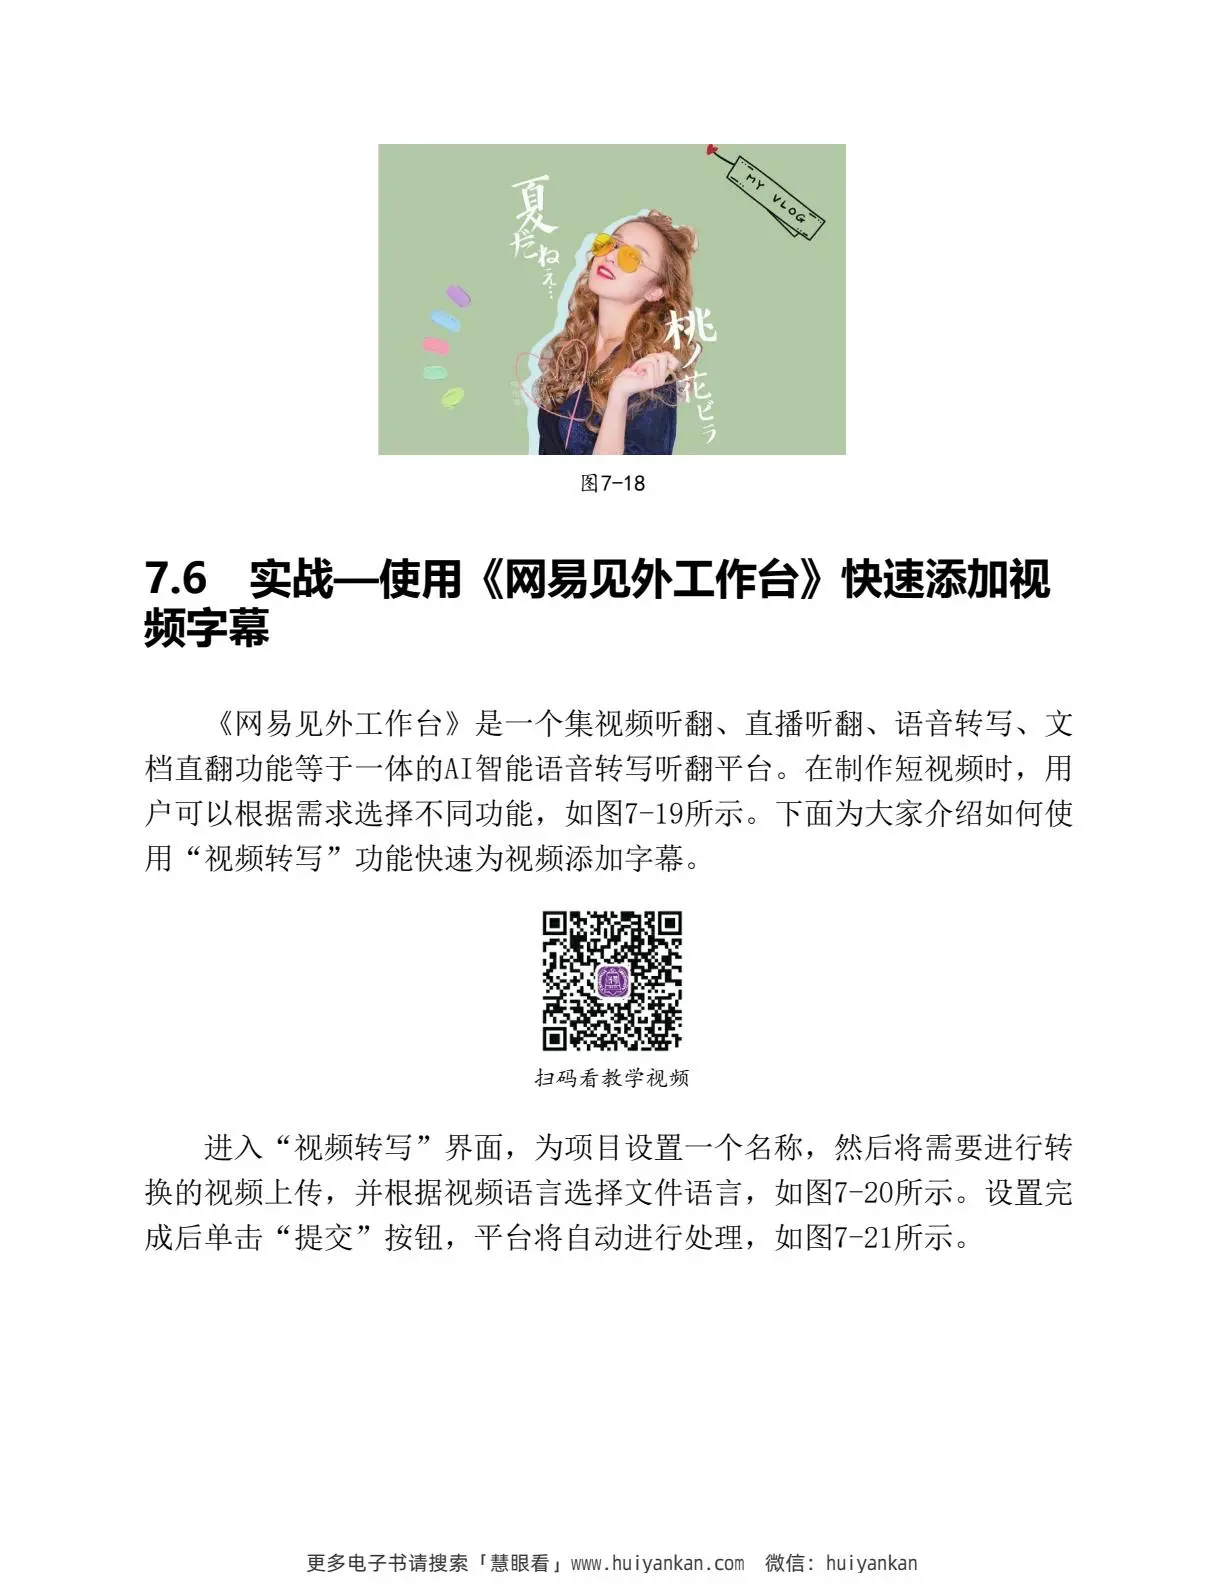 MY VLOG
夏
だねぇ…
桃ノ花ビラ
图7-18
7.6 实战—使用《网易见外工作台》快速添加视
频字幕
《网易见外工作台》是一个集视频听翻、直播听翻、语音转写、文
档直翻功能等于一体的AI智能语音转写听翻平台。在制作短视频时，用
户可以根据需求选择不同功能，如图7-19所示。下面为大家介绍如何使
用“视频转写”功能快速为视频添加字幕。
扫码看教学视频
进入“视频转写”界面，为项目设置一个名称，然后将需要进行转
换的视频上传，并根据视频语言选择文件语言，如图7-20所示。设置完
成后单击“提交”按钮，平台将自动进行处理，如图7-21所示。
更多电子书请搜索「慧眼看」www.huiyankan.com 微信：huiyankan